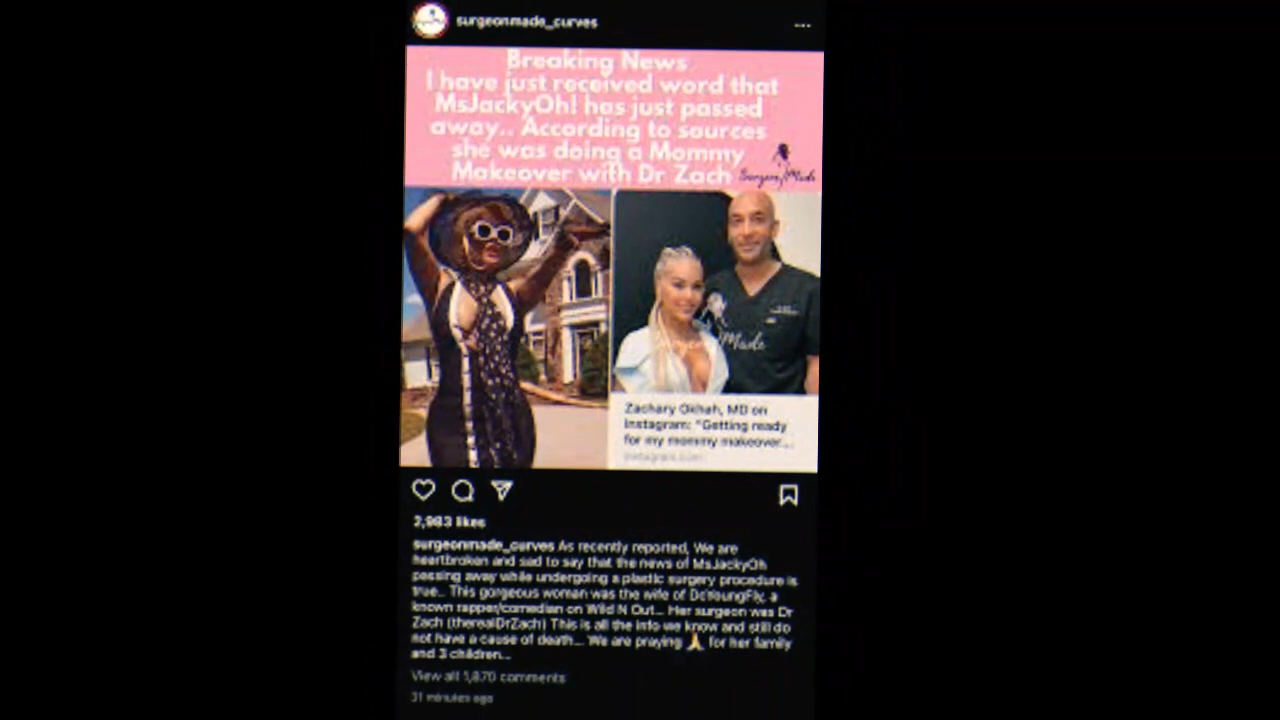 surgeonmade_curves
Breaking News
I have just received word that
MsJackyOh! has just passed
away.. According to sources
she was doing a Mommy
Makeover with Dr Zach
Surgeon Made
Made
Zachary Okhah, MD on
Instagram: "Getting ready
for my mommy makeover...
instagram.com
2,983 likes
surgeonmade_curves As recently reported, We are
heartbroken and sad to say that the news of MsJackyOh
passing away while undergoing a plastic surgery procedure is
true.. This gorgeous woman was the wife of DcYoungFly, a
known rapper/comedian on Wild N Out... Her surgeon was Dr
Zach (therealDrZach) This is all the info we know and still do
not have a cause of death.... We are praying 🙏 for her family
and 3 children...
View all 1,870 comments
31 minutes ago